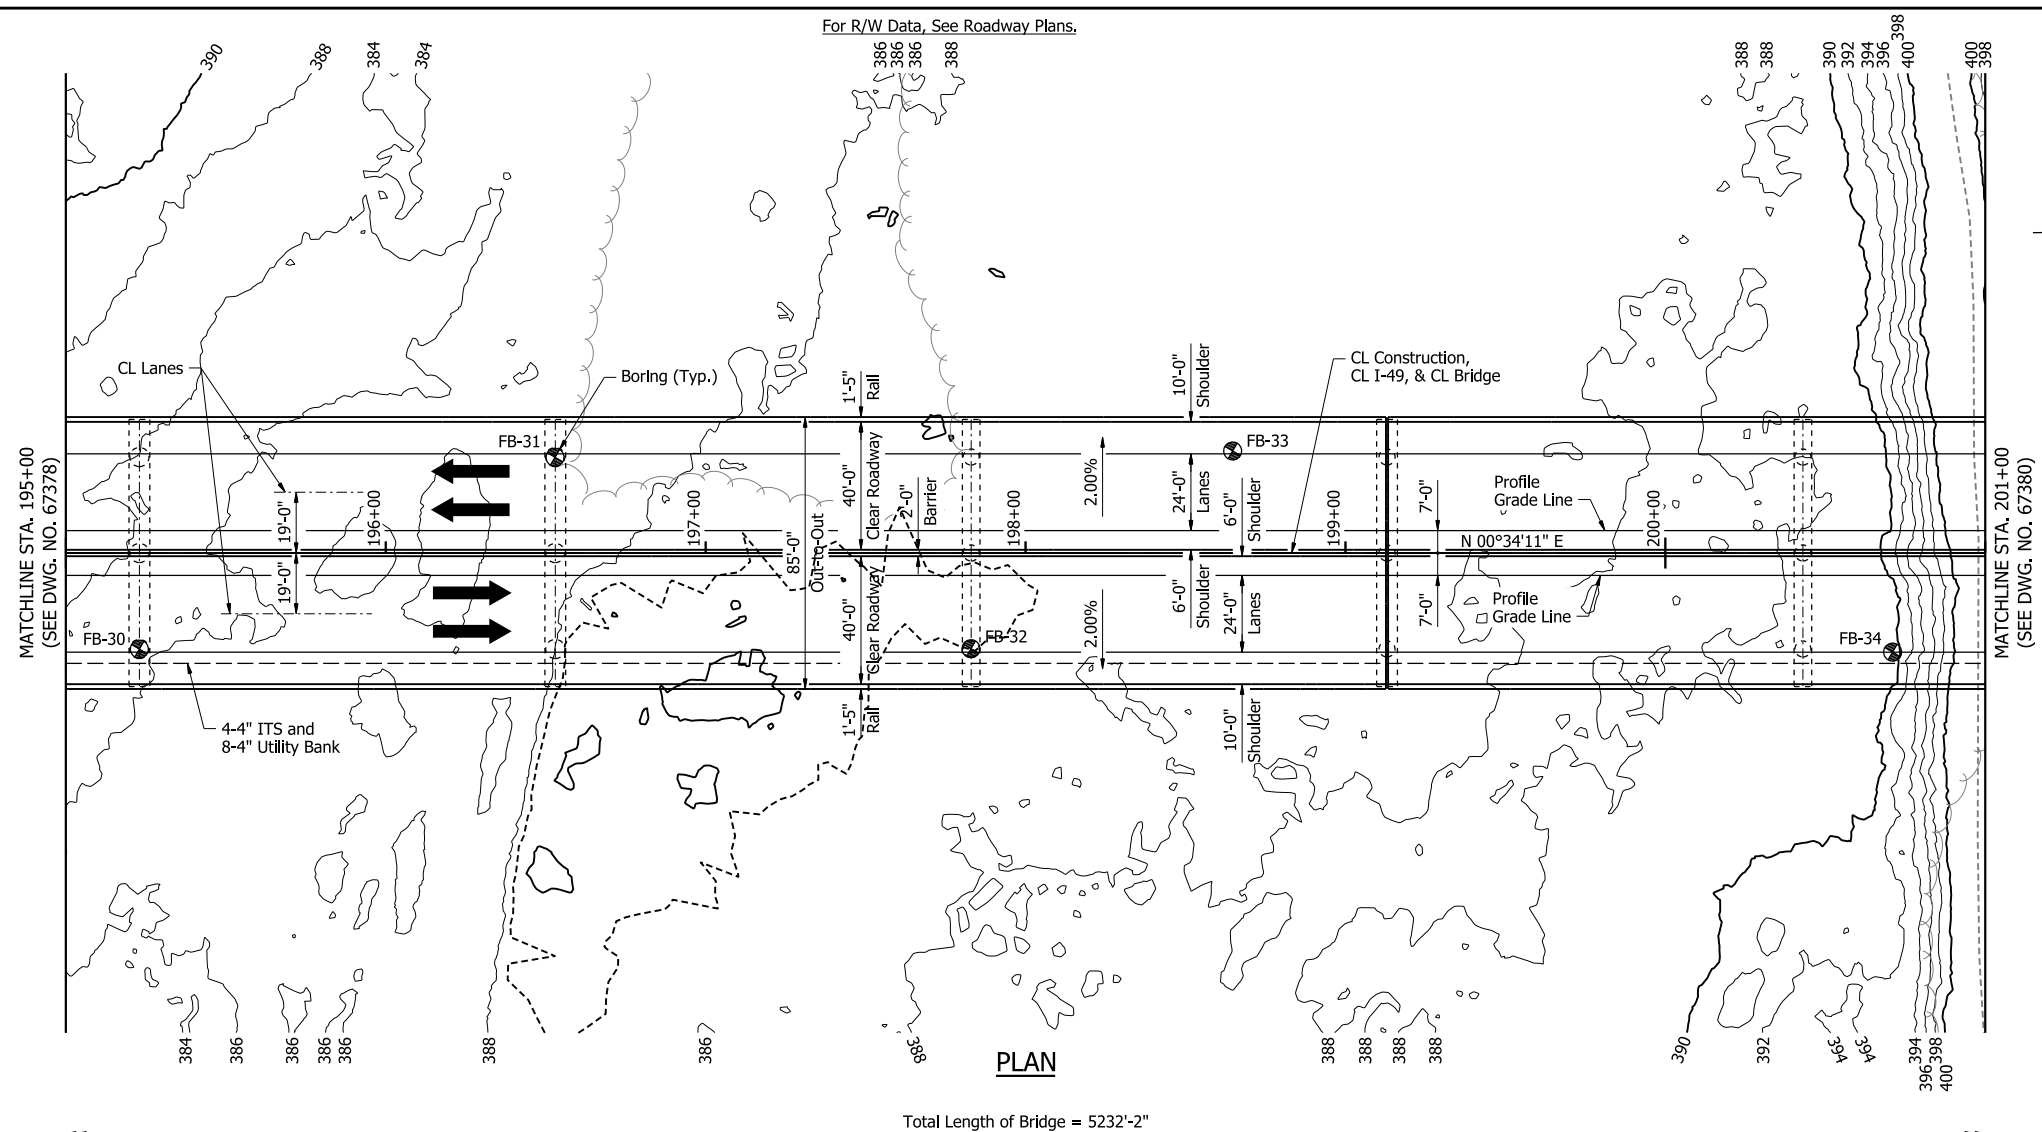 For R/W Data, See Roadway Plans.
390
388
384
384
386
386
386
388
388
388
390
392
394
396
398
400
400
398
CL Lanes
Boring (Typ.)
1'-5"
Rail
10'-0"
Shoulder
CL Construction,
CL I-49, & CL Bridge
MATCHLINE STA. 195+00
(SEE DWG. NO. 67378)
FB-31
FB-33
40'-0"
Clear Roadway
2.00%
24'-0"
Lanes
Profile
Grade Line
MATCHLINE STA. 201+00
(SEE DWG. NO. 67380)
19'-0"
196+00
197+00
2'-0"
Barrier
198+00
6'-0"
Shoulder
199+00
7'-0"
200+00
N 00°34'11" E
85'-0"
Out-to-Out
19'-0"
40'-0"
Clear Roadway
2.00%
6'-0"
Shoulder
24'-0"
Lanes
7'-0"
Profile
Grade Line
FB-30
FB-32
FB-34
4-4" ITS and
8-4" Utility Bank
1'-5"
Rail
10'-0"
Shoulder
384
386
386
386
386
388
386
388
388
388
388
388
390
392
394
394
394
396
398
400
PLAN
Total Length of Bridge = 5232'-2"